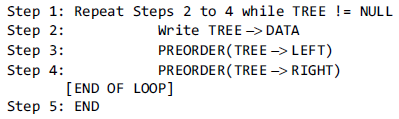 Step 1: Repeat Steps 2 to 4 while TREE != NULL
Step 2: Write TREE->DATA
Step 3: PREORDER(TREE->LEFT)
Step 4: PREORDER(TREE->RIGHT)
[END OF LOOP]
Step 5: END